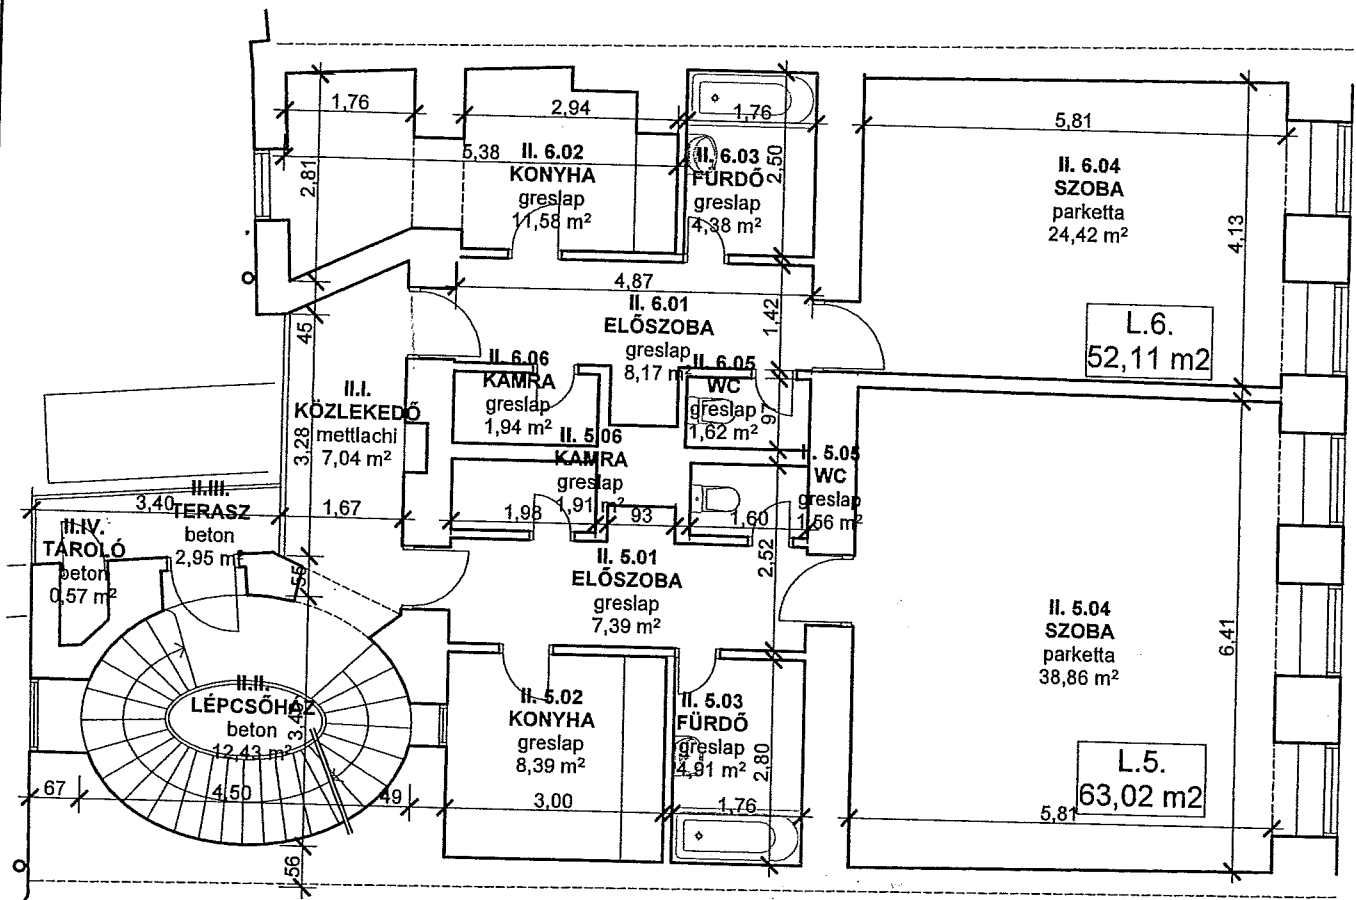 1,76
2,94
1,76
5,81
5,38
2,81
2,50
4,13
II. 6.02
KONYHA
greslap
11,58 m²
II. 6.03
FÜRDŐ
greslap
4,38 m²
II. 6.04
SZOBA
parketta
24,42 m²
4,87
II. 6.01
ELŐSZOBA
greslap
8,17 m²
1,42
L.6.
52,11 m2
45
II. 6.06
KAMRA
greslap
1,94 m²
II. 6.05
WC
greslap
1,62 m²
97
II.I.
KÖZLEKEDŐ
mettlachi
7,04 m²
3,28
II. 5.06
KAMRA
greslap
1,91 m²
I. 5.05
WC
greslap
1,56 m²
3,40
1,67
1,98
93
1,60
II.III.
TERASZ
beton
2,95 m²
II.IV.
TÁROLÓ
beton
0,57 m²
55
2,52
II. 5.01
ELŐSZOBA
greslap
7,39 m²
II. 5.04
SZOBA
parketta
38,86 m²
6,41
II.II.
LÉPCSŐHÁZ
beton
12,43 m²
3,45
II. 5.02
KONYHA
greslap
8,39 m²
II. 5.03
FÜRDŐ
greslap
4,91 m²
2,80
L.5.
63,02 m2
67
4,50
49
3,00
1,76
5,81
56